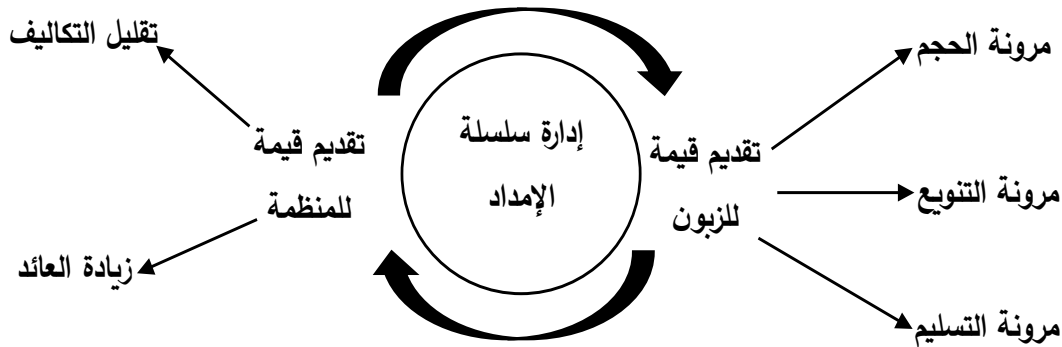 مرونة الحجم
مرونة التنويع
مرونة التسليم
تقديم قيمة
للزبون
إدارة سلسلة
الإمداد
تقديم قيمة
للمنظمة
تقليل التكاليف
زيادة العائد